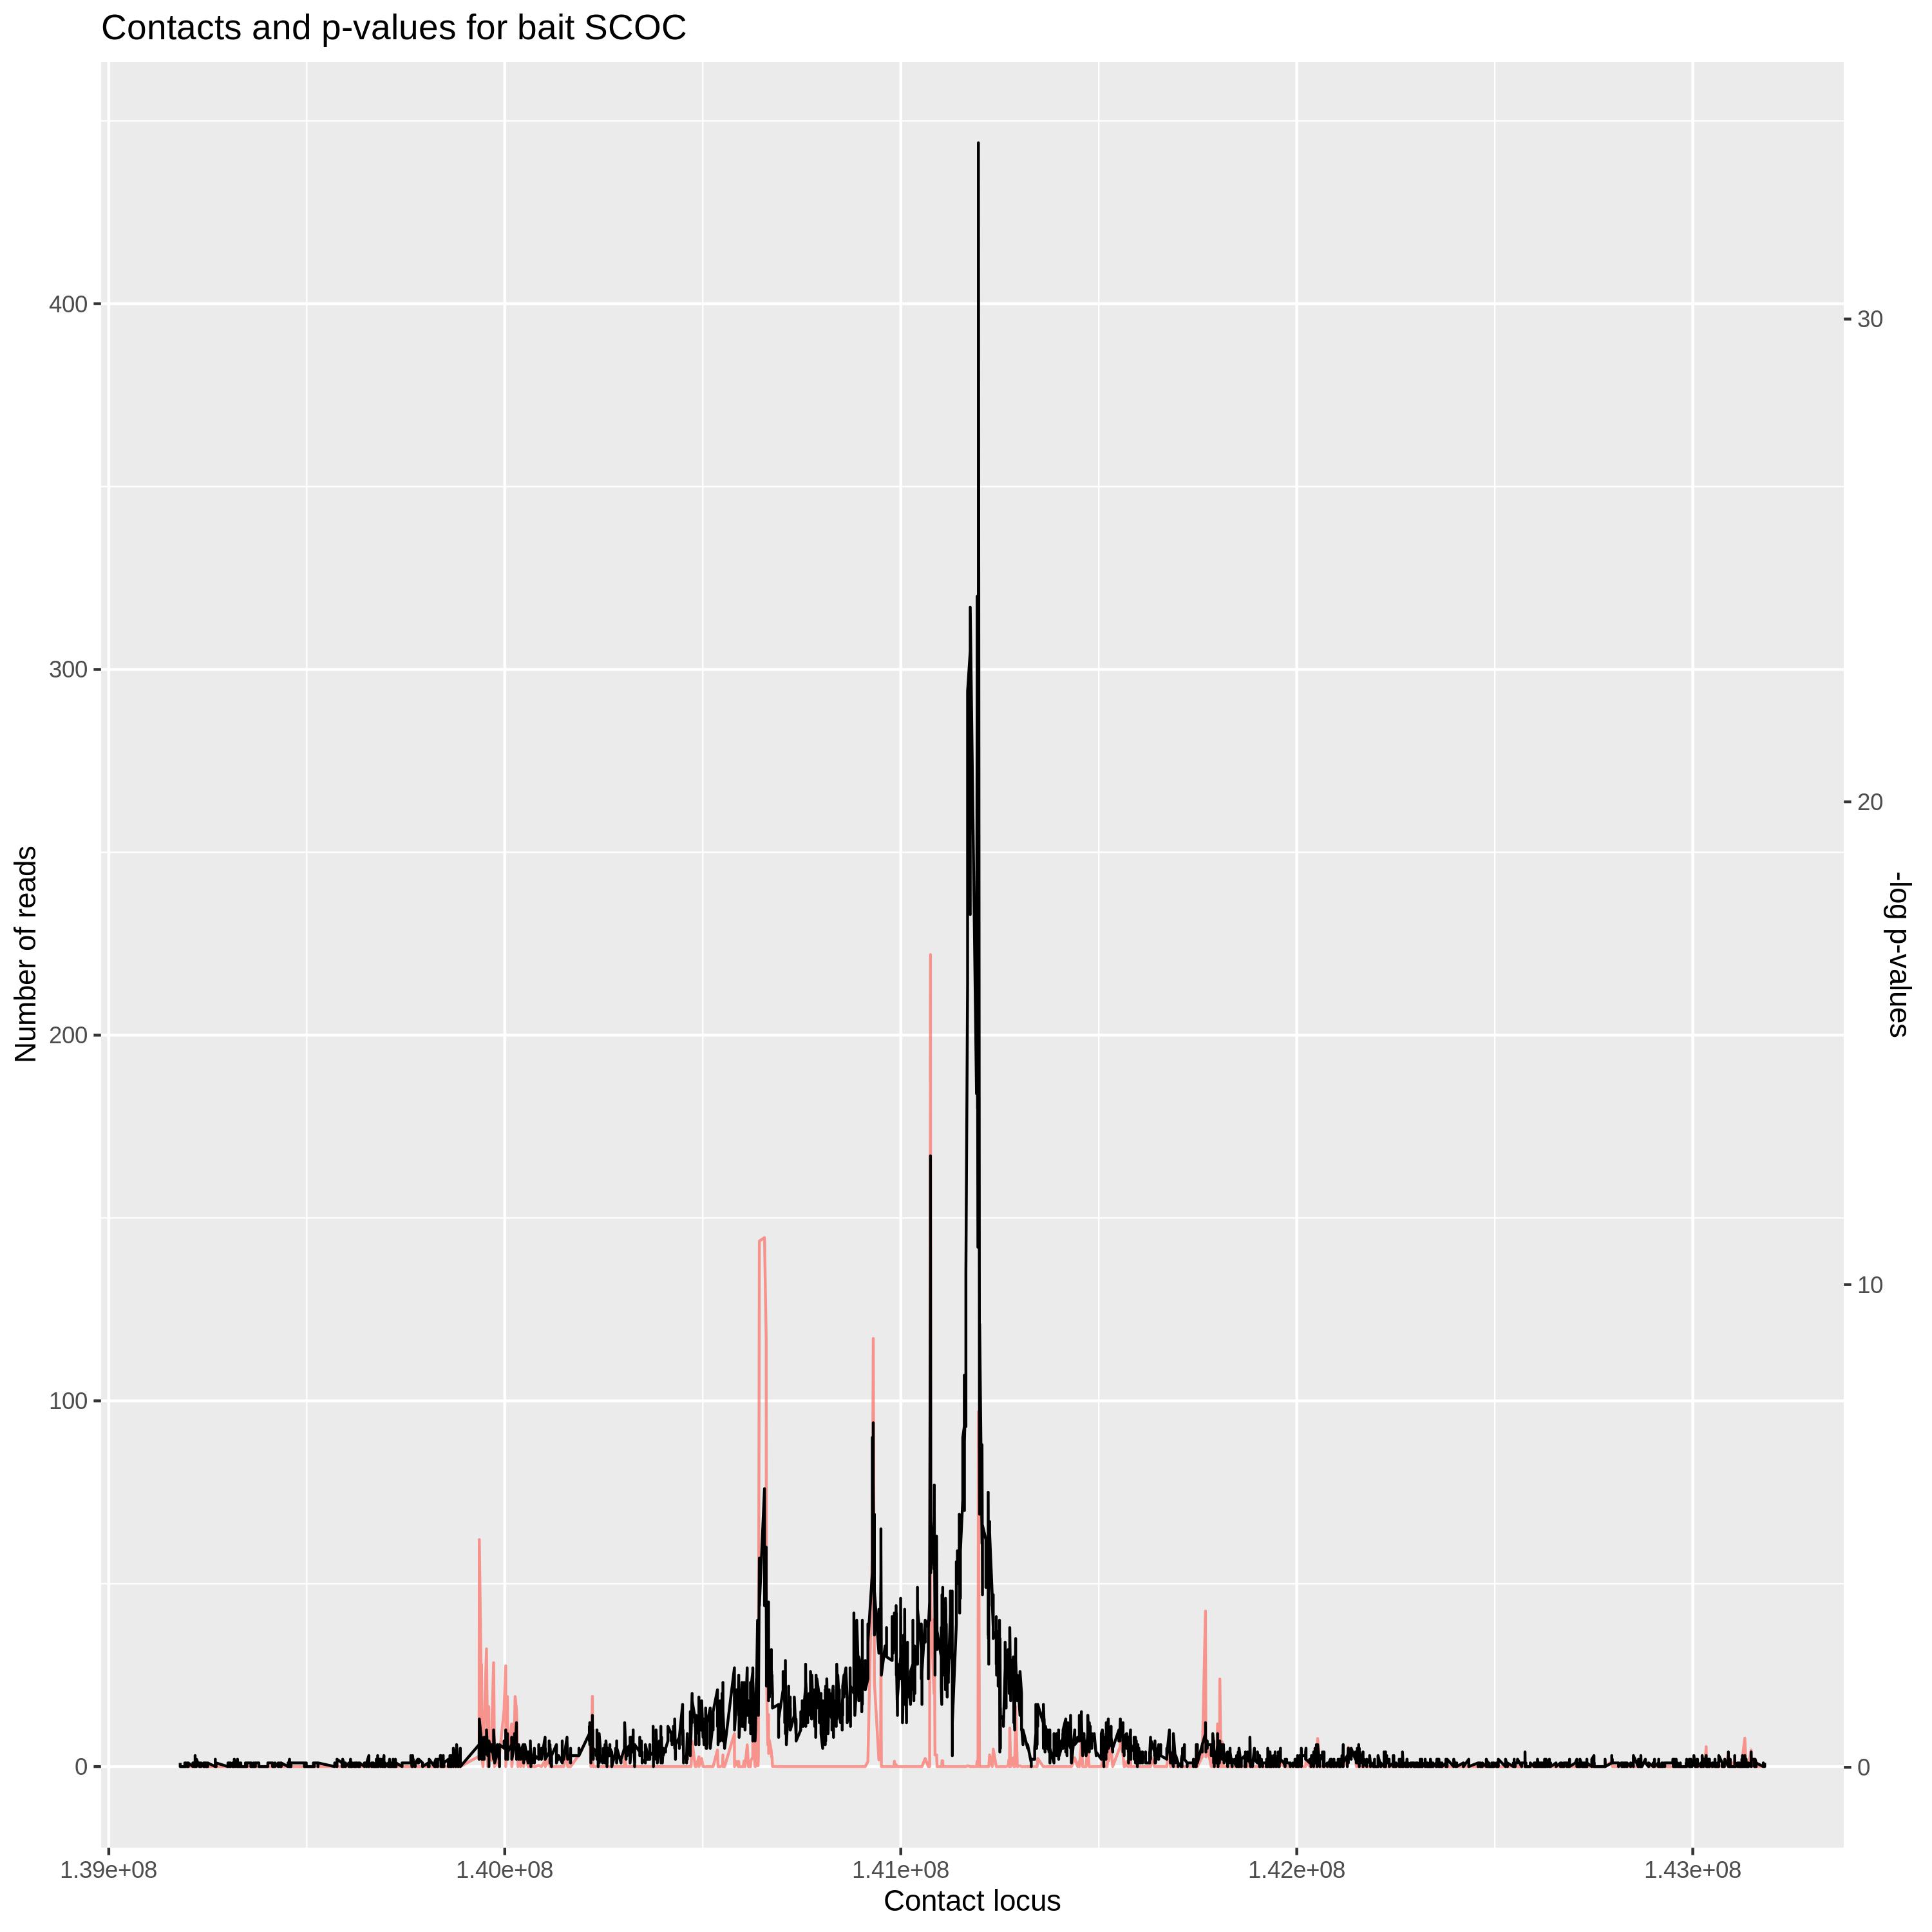 Contacts and p-values for bait SCOC
Number of reads
400
300
200
100
0
30
20
10
0
-log p-values
1.39e+08
1.40e+08
1.41e+08
1.42e+08
1.43e+08
Contact locus